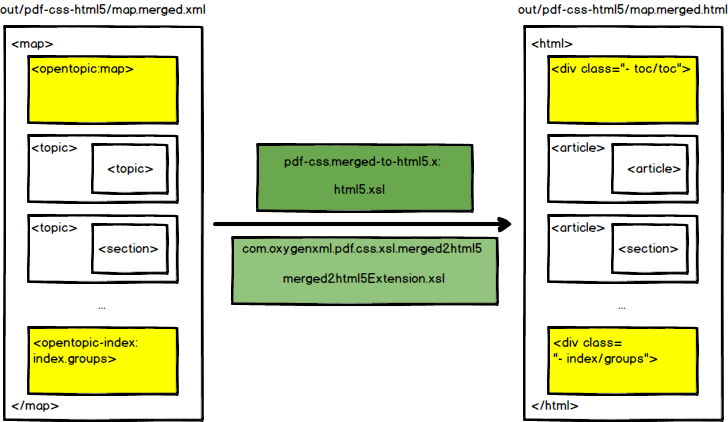 out/pdf-css-html5/map.merged.xml
<map>
<opentopic:map>
<topic>
<topic>
<topic>
<section>
...
<opentopic-index:
index.groups>
</map>
pdf-css.merged-to-html5.x:
html5.xsl
com.oxygenxml.pdf.css.xsl.merged2html5
merged2html5Extension.xsl
out/pdf-css-html5/map.merged.html
<html>
<div class="- toc/toc">
<article>
<article>
<article>
<section>
...
<div class=
"- index/groups">
</html>